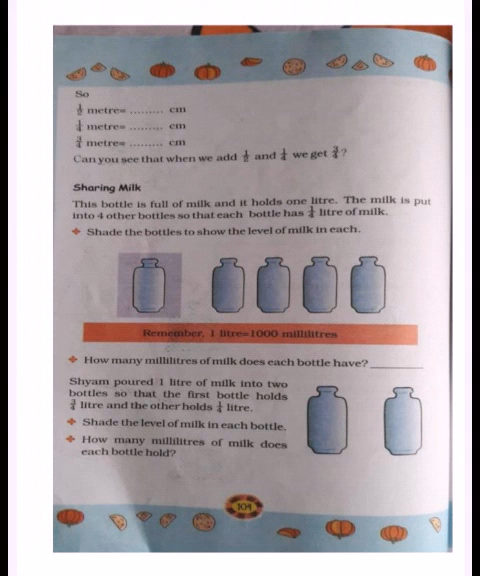 So
½ metre= ......... cm
¼ metre= ......... cm
¾ metre= ......... cm
Can you see that when we add ½ and ¼ we get ¾?
Sharing Milk
This bottle is full of milk and it holds one litre. The milk is put
into 4 other bottles so that each bottle has ¼ litre of milk.
Shade the bottles to show the level of milk in each.
Remember, 1 litre=1000 millilitres
How many millilitres of milk does each bottle have?
Shyam poured 1 litre of milk into two
bottles so that the first bottle holds
¾ litre and the other holds ¼ litre.
Shade the level of milk in each bottle.
How many millilitres of milk does
each bottle hold?
104